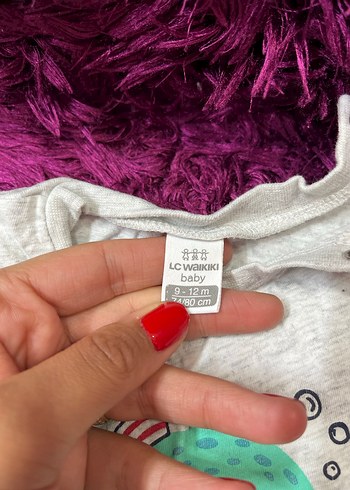 LC WAIKIKI
baby
9 - 12 m
74/80 cm